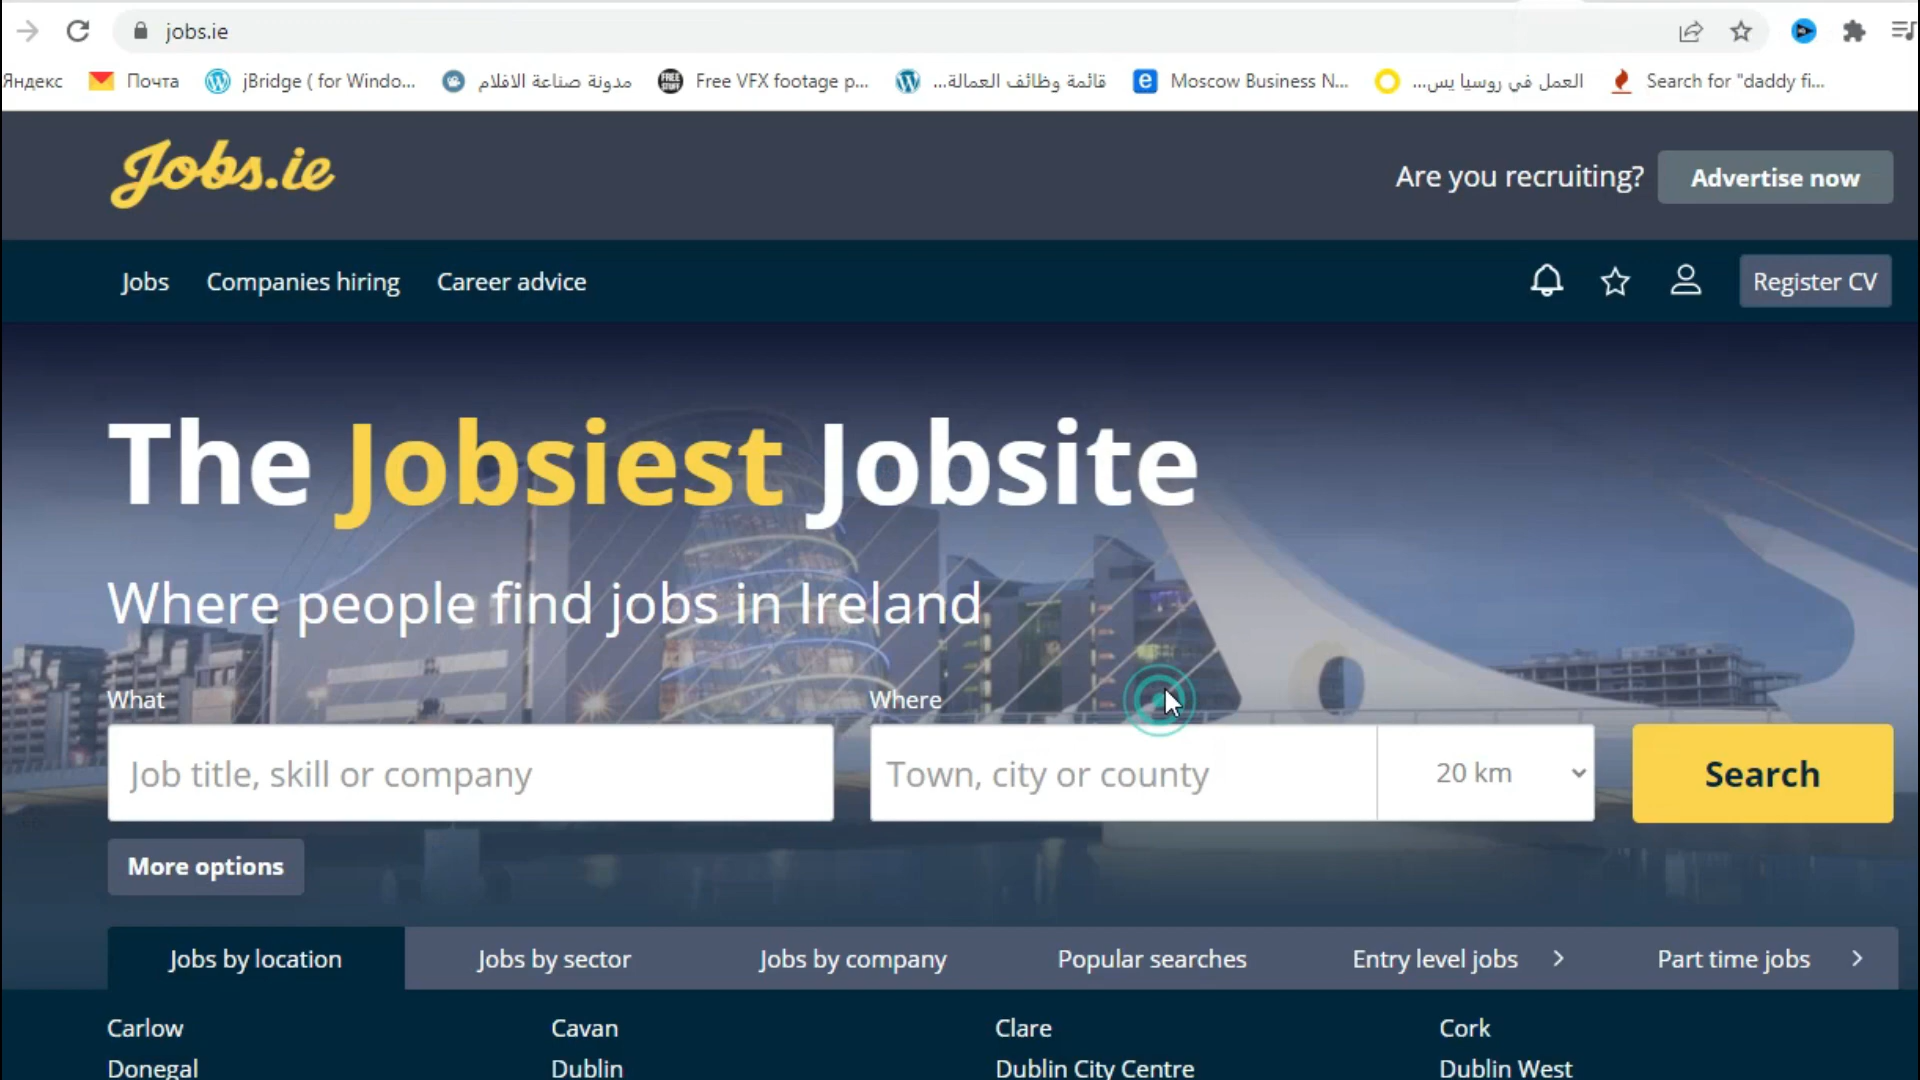 jobs.ie
Яндекс
Почта
jBridge ( for Windo...
مدونة صناعة الافلام
Free VFX footage p...
قائمة وظائف العمالة...
Moscow Business N...
العمل في روسيا يس...
Search for "daddy fi...
Jobs.ie
Are you recruiting?
Advertise now
Jobs
Companies hiring
Career advice
Register CV
The Jobsiest Jobsite
Where people find jobs in Ireland
What
Where
Job title, skill or company
Town, city or county
20 km
Search
More options
Jobs by location
Jobs by sector
Jobs by company
Popular searches
Entry level jobs
Part time jobs
Carlow
Cavan
Clare
Cork
Donegal
Dublin
Dublin City Centre
Dublin West